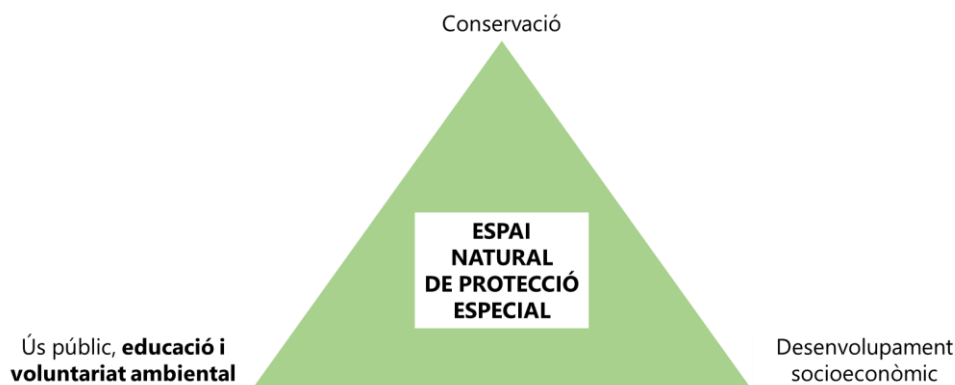 Conservació
ESPAI
NATURAL
DE PROTECCIÓ
ESPECIAL
Ús públic, educació i
voluntariat ambiental
Desenvolupament
socioeconòmic